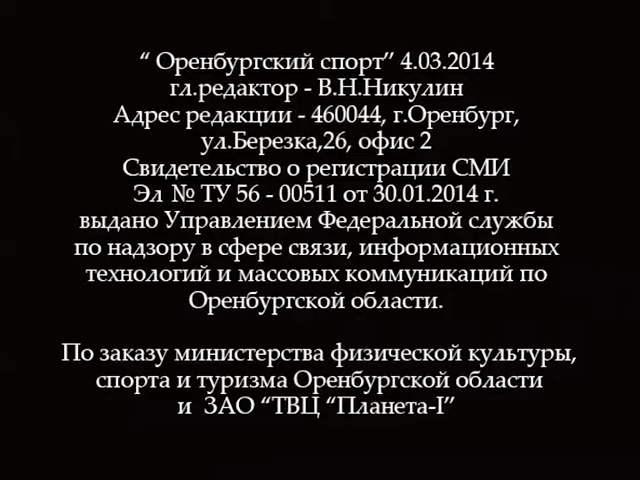 “ Оренбургский спорт” 4.03.2014
гл.редактор - В.Н.Никулин
Адрес редакции - 460044, г.Оренбург,
ул.Березка,26, офис 2
Свидетельство о регистрации СМИ
Эл № ТУ 56 - 00511 от 30.01.2014 г.
выдано Управлением Федеральной службы
по надзору в сфере связи, информационных
технологий и массовых коммуникаций по
Оренбургской области.
По заказу министерства физической культуры,
спорта и туризма Оренбургской области
и ЗАО “ТВЦ “Планета-I”